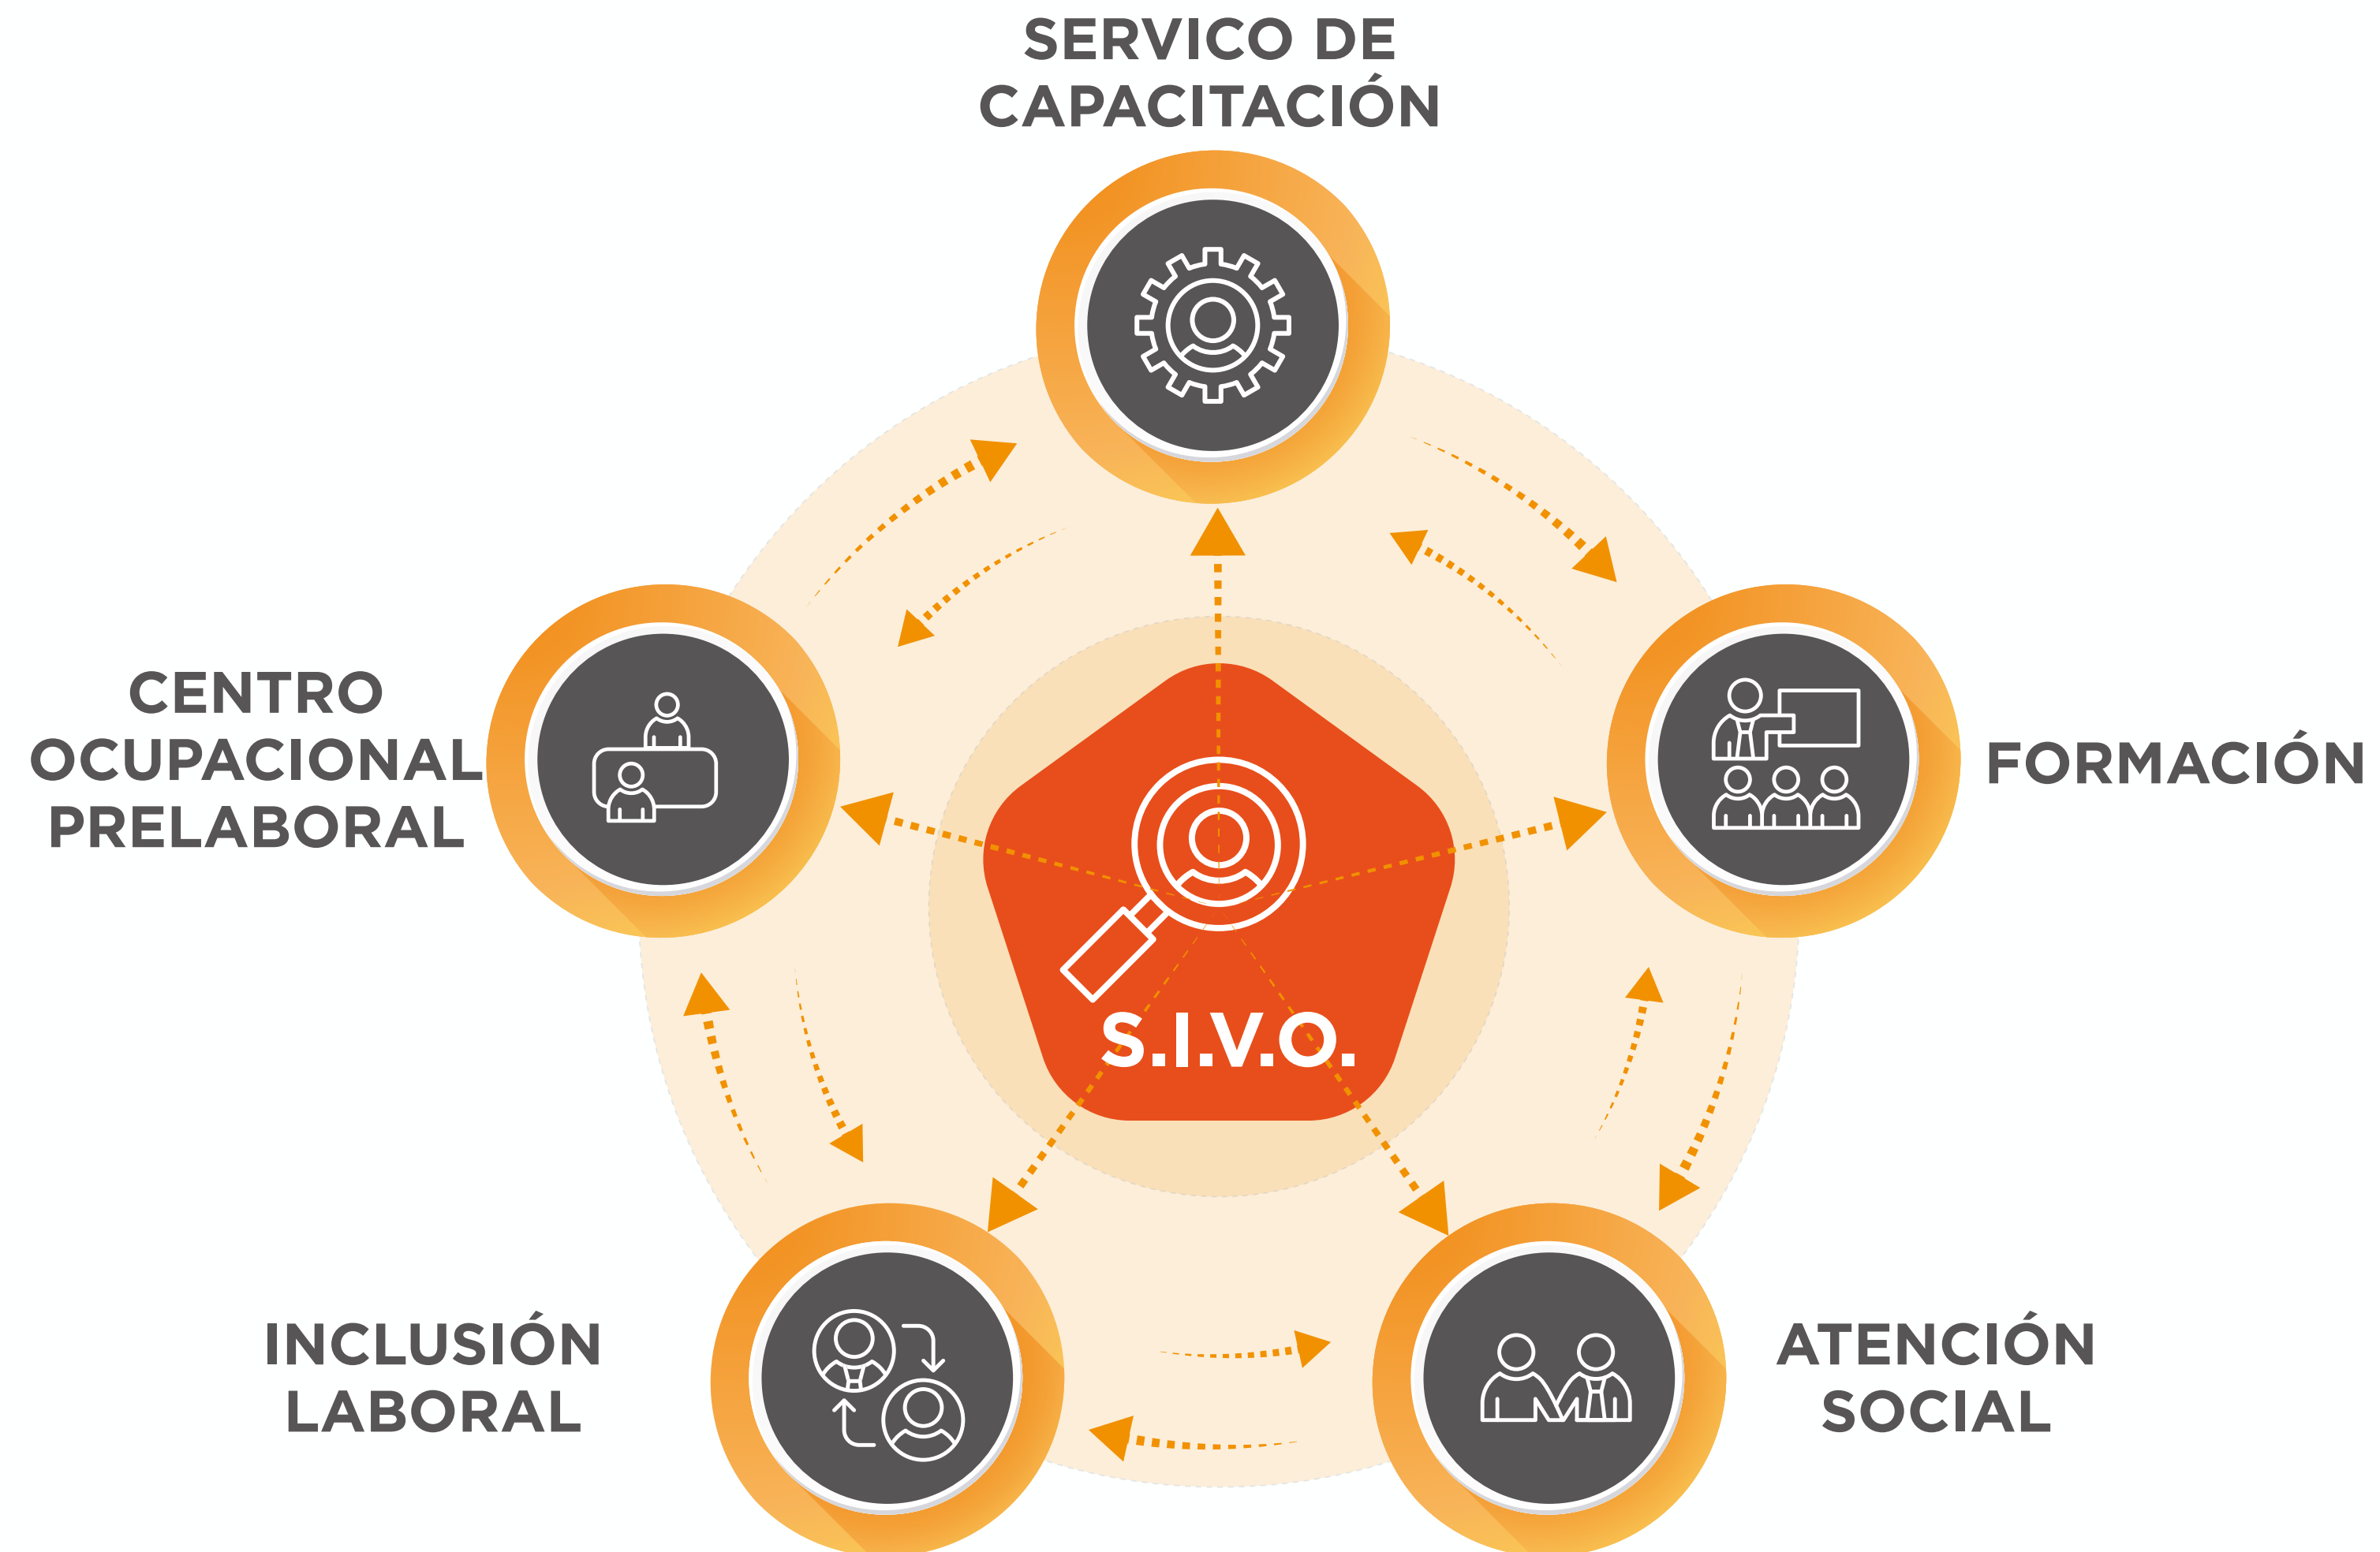 SERVICO DE
CAPACITACIÓN
CENTRO
OCUPACIONAL
PRELABORAL
FORMACIÓN
S.I.V.O.
INCLUSIÓN
LABORAL
ATENCIÓN
SOCIAL